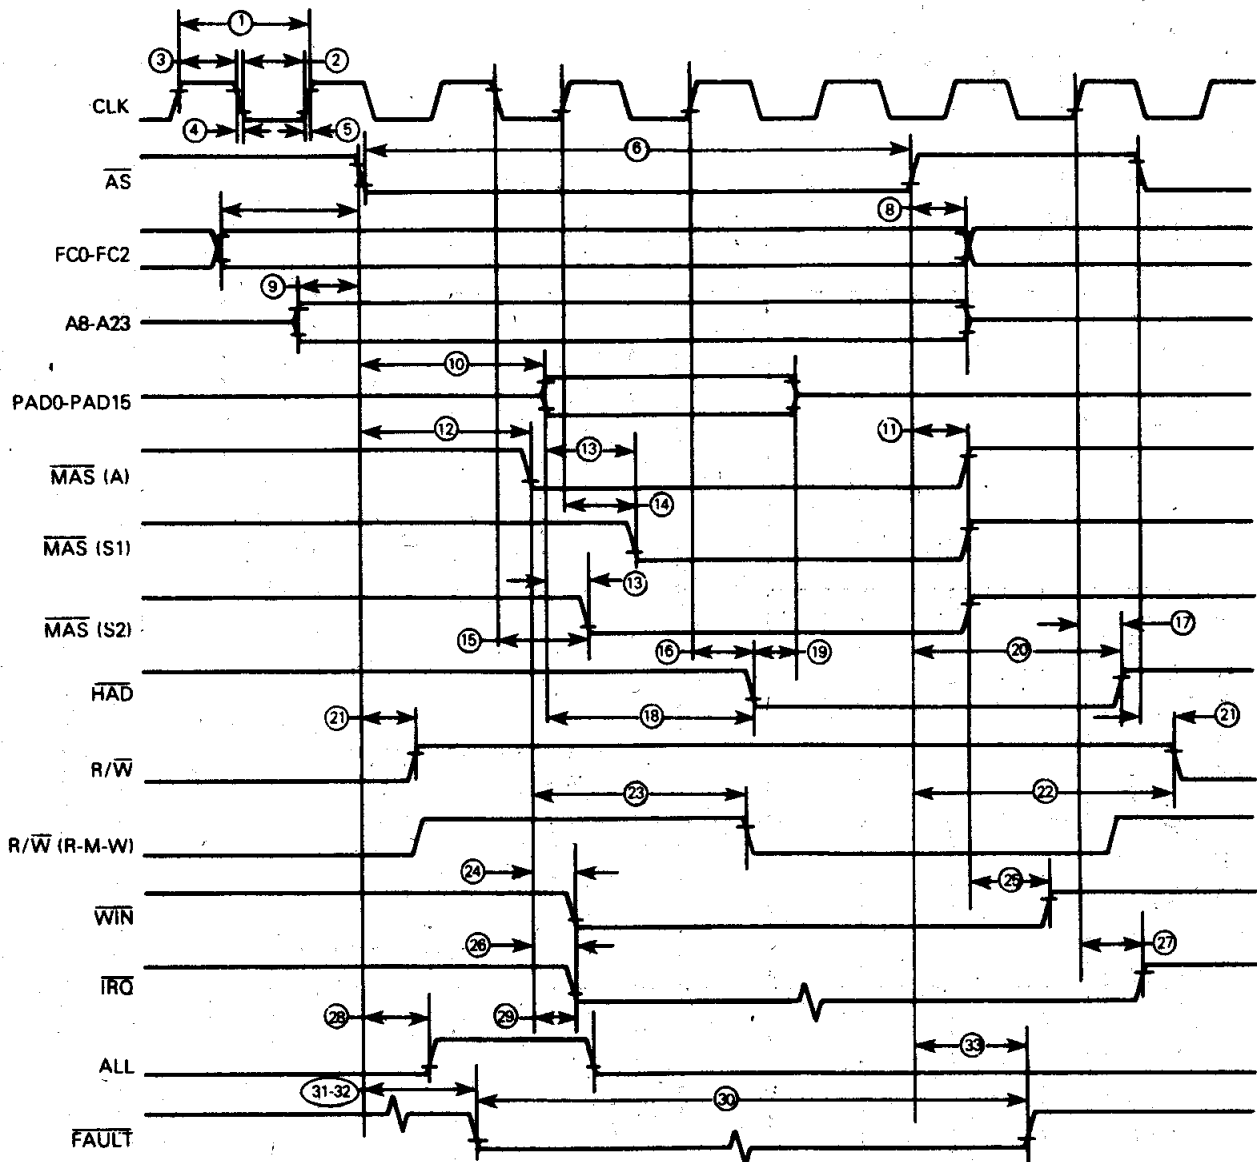 1
3
2
CLK
4
5
6
AS
8
FC0-FC2
9
A8-A23
10
PAD0-PAD15
12
13
11
MAS (A)
14
MAS (S1)
13
MAS (S2)
15
16
19
20
17
HAD
21
18
21
R/W
23
22
R/W (R-M-W)
24
25
WIN
26
27
IRQ
28
29
ALL
33
31-32
30
FAULT